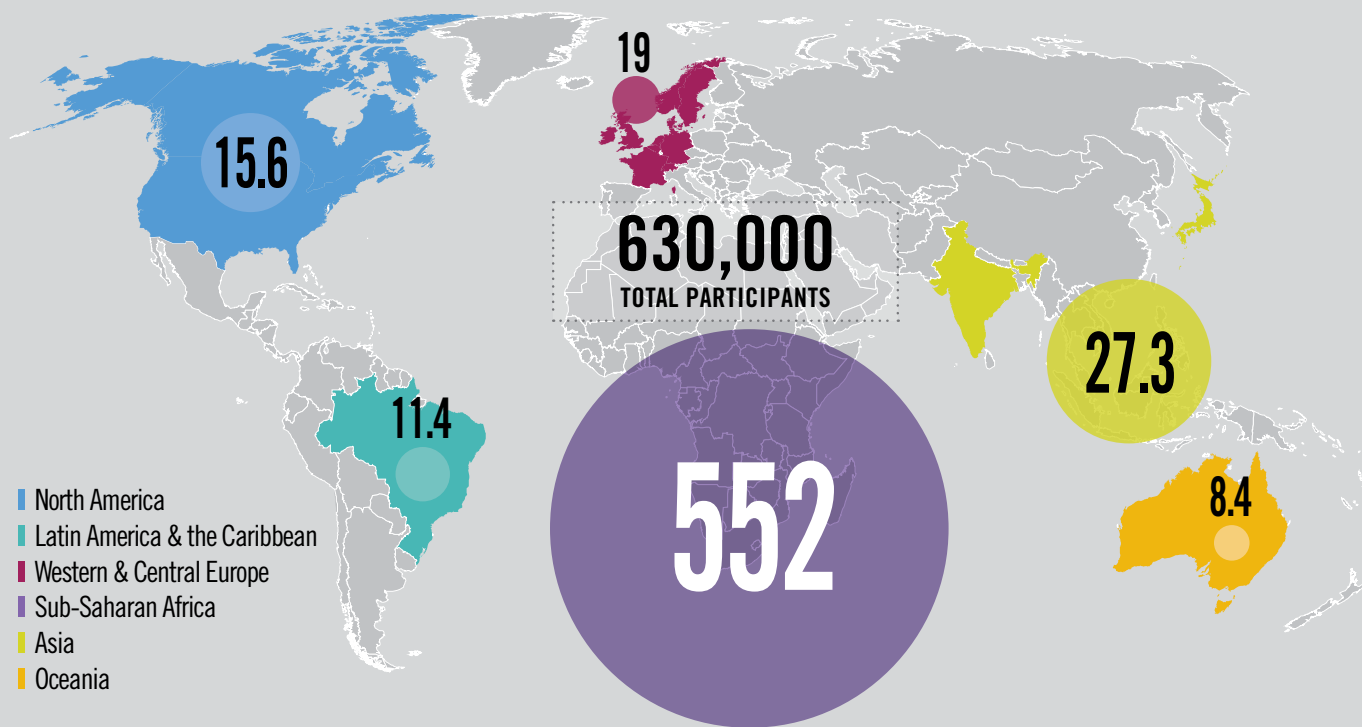 19
15.6
630,000
TOTAL PARTICIPANTS
27.3
11.4
552
8.4
North America
Latin America & the Caribbean
Western & Central Europe
Sub-Saharan Africa
Asia
Oceania